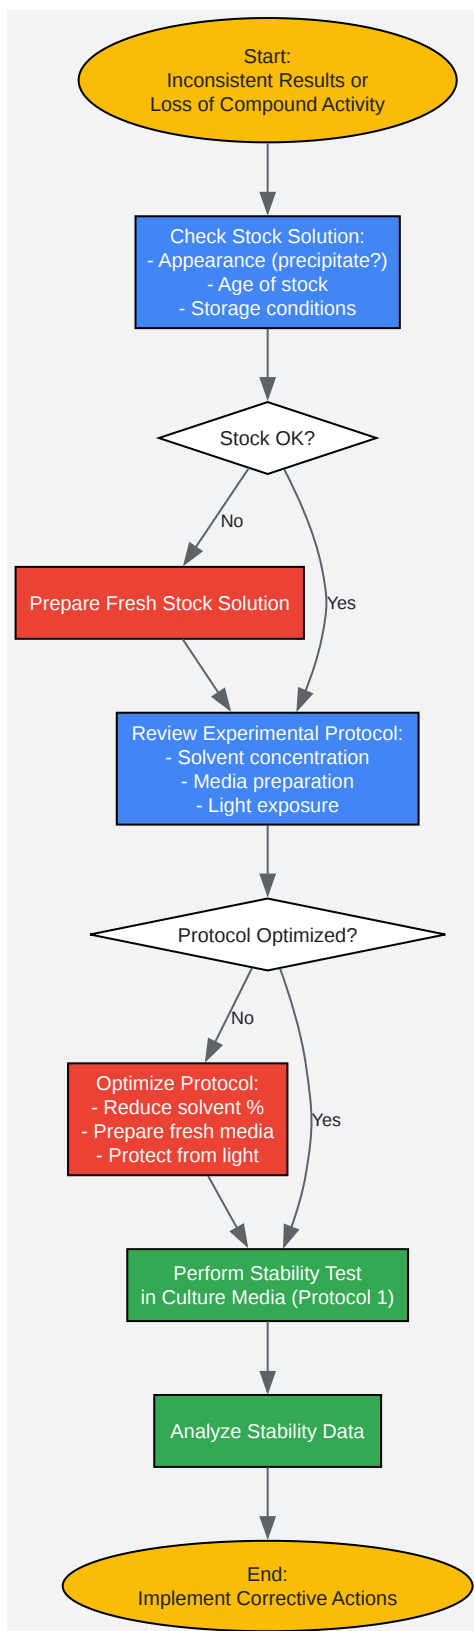 Start:
Inconsistent Results or
Loss of Compound Activity
Check Stock Solution:
- Appearance (precipitate?)
- Age of stock
- Storage conditions
Stock OK?
No
Prepare Fresh Stock Solution
Yes
Review Experimental Protocol:
- Solvent concentration
- Media preparation
- Light exposure
Protocol Optimized?
No
Optimize Protocol:
- Reduce solvent %
- Prepare fresh media
- Protect from light
Yes
Perform Stability Test
in Culture Media (Protocol 1)
Analyze Stability Data
End:
Implement Corrective Actions